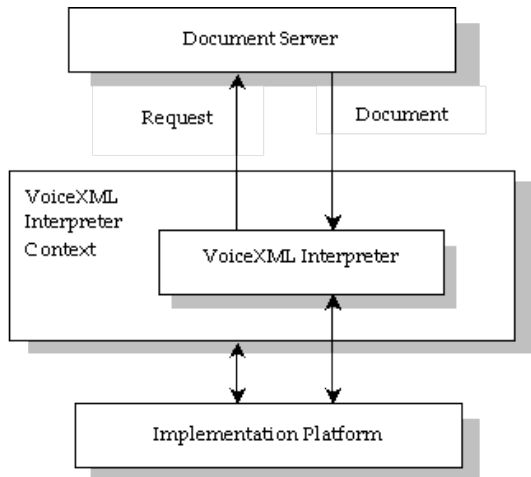 Document Server
Request
Document
VoiceXML
Interpreter
Context
VoiceXML Interpreter
Implementation Platform